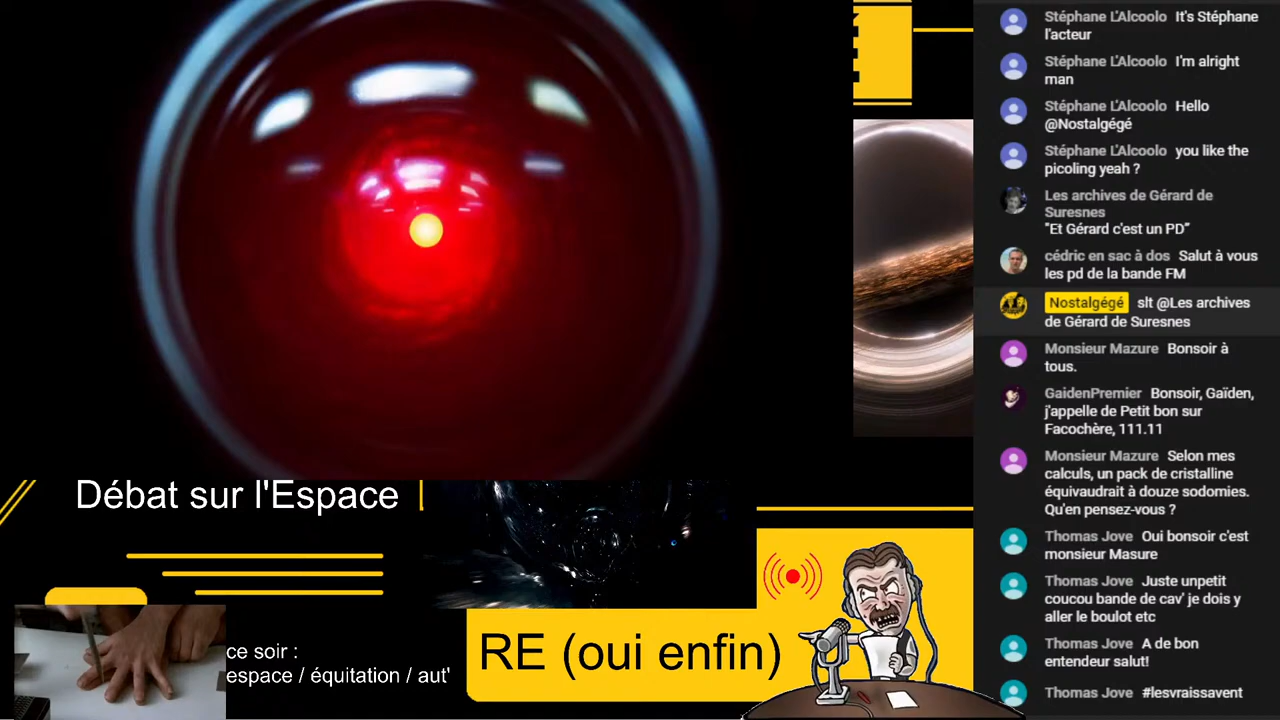 Débat sur l'Espace
ce soir :
espace / équitation / aut'
RE (oui enfin)
Stéphane L'Alcoolo It's Stéphane
l'acteur
Stéphane L'Alcoolo I'm alright
man
Stéphane L'Alcoolo Hello
@Nostalgégé
Stéphane L'Alcoolo you like the
picoling yeah ?
Les archives de Gérard de
Suresnes
"Et Gérard c'est un PD"
cédric en sac à dos Salut à vous
les pd de la bande FM
Nostalgégé slt @Les archives
de Gérard de Suresnes
Monsieur Mazure Bonsoir à
tous.
GaidenPremier Bonsoir, Gaïden,
j'appelle de Petit bon sur
Facochère, 111.11
Monsieur Mazure Selon mes
calculs, un pack de cristalline
équivaudrait à douze sodomies.
Qu'en pensez-vous ?
Thomas Jove Oui bonsoir c'est
monsieur Masure
Thomas Jove Juste unpetit
coucou bande de cav' je dois y
aller le boulot etc
Thomas Jove A de bon
entendeur salut!
Thomas Jove #lesvraissavent